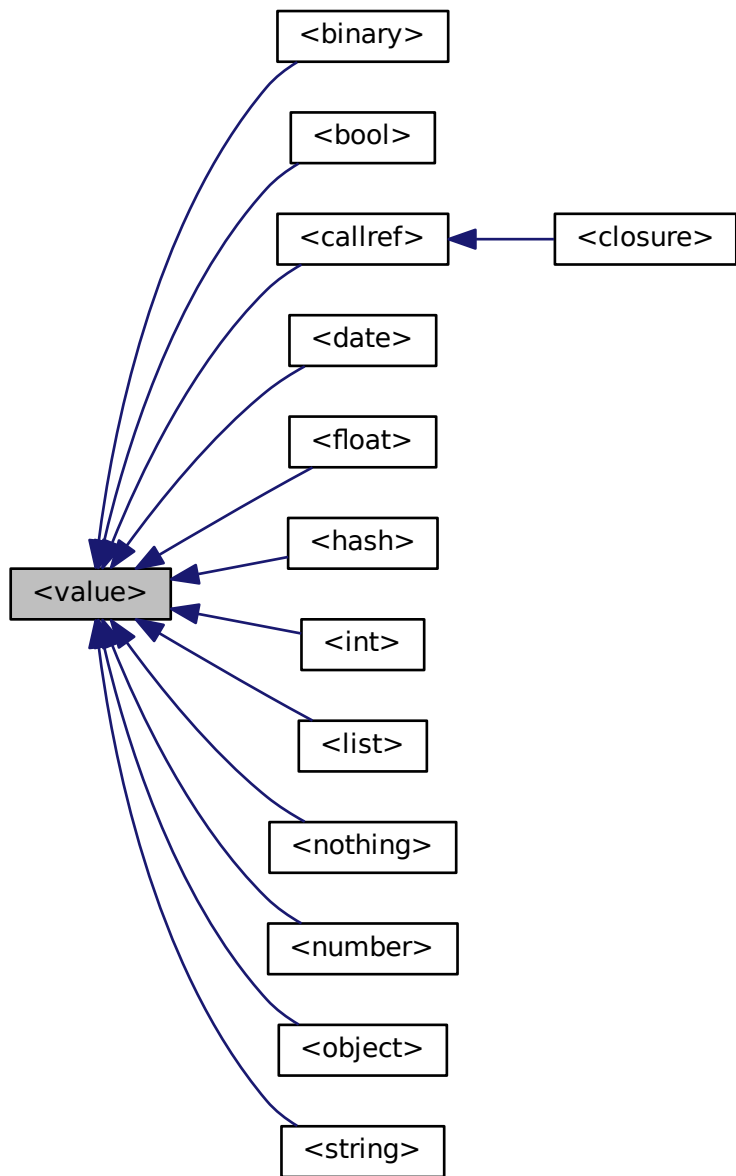 <binary>
<bool>
<callref>
<closure>
<date>
<float>
<hash>
<value>
<int>
<list>
<nothing>
<number>
<object>
<string>